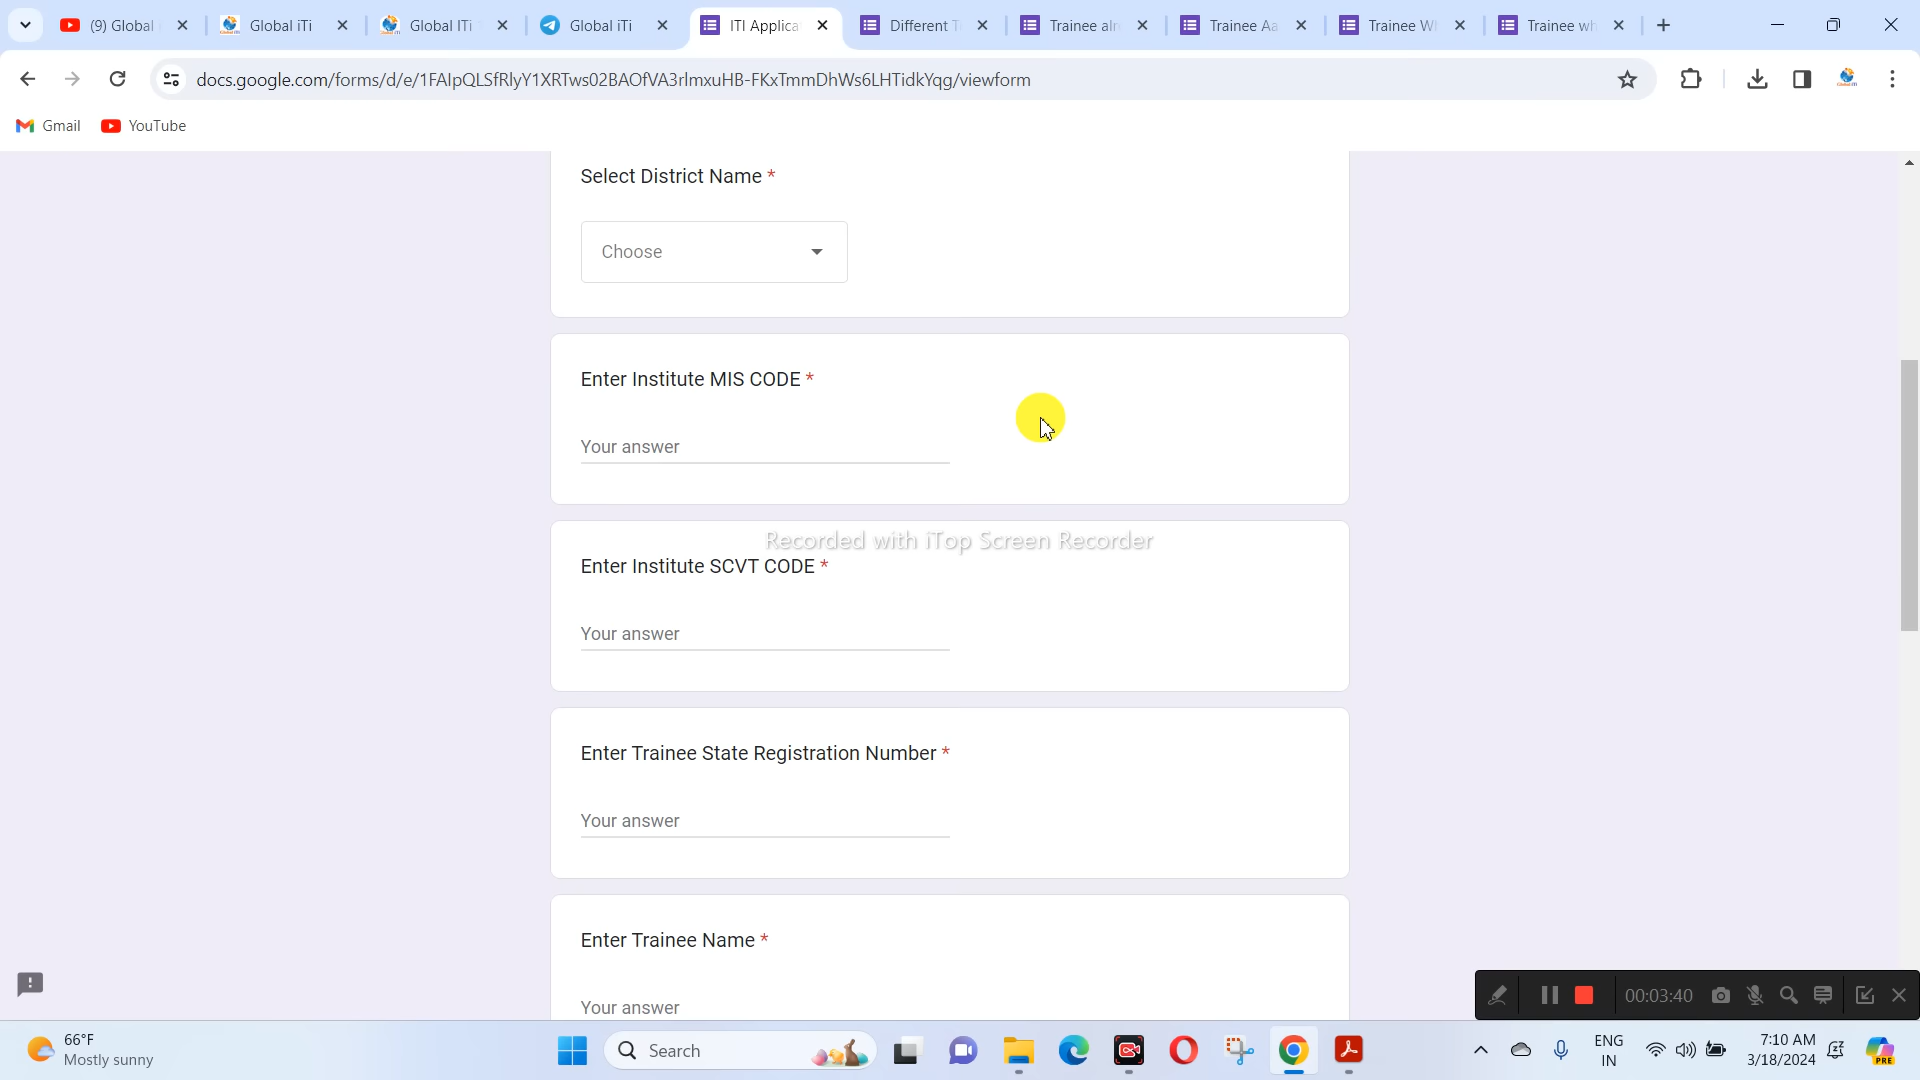 (9) Global
Global iTi
Global ITi
Global iTi
ITI Applica
Different T
Trainee alr
Trainee Aa
Trainee W
Trainee wh
docs.google.com/forms/d/e/1FAIpQLSfRlyY1XRTws02BAOfVA3rlmxuHB-FKxTmmDhWs6LHTidkYqg/viewform
Gmail
YouTube
Select District Name *
Choose
Enter Institute MIS CODE *
Your answer
Recorded with iTop Screen Recorder
Enter Institute SCVT CODE *
Your answer
Enter Trainee State Registration Number *
Your answer
Enter Trainee Name *
Your answer
00:03:40
66°F
Mostly sunny
Search
ENG
IN
7:10 AM
3/18/2024
PRE